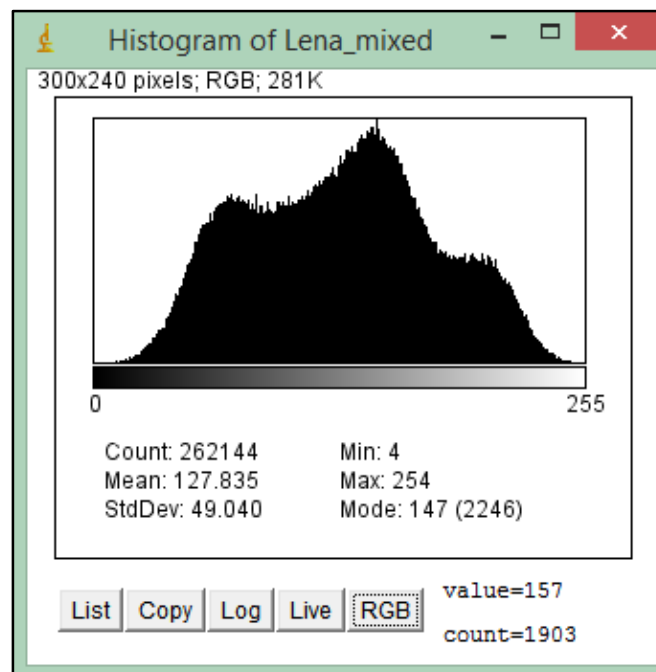 Histogram of Lena_mixed
300x240 pixels; RGB; 281K
0 255
Count: 262144 Min: 4
Mean: 127.835 Max: 254
StdDev: 49.040 Mode: 147 (2246)
List Copy Log Live RGB
value=157
count=1903